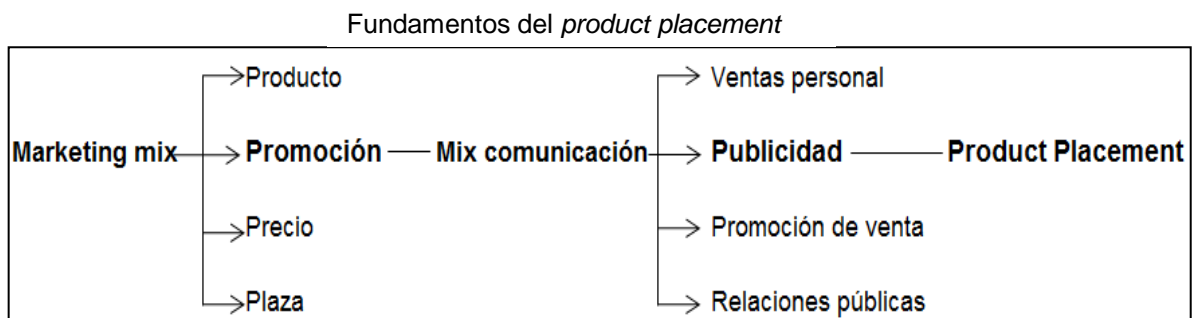 Fundamentos del product placement
Producto Ventas personal
Marketing mix Promoción Mix comunicación Publicidad Product Placement
Precio Promoción de venta
Plaza Relaciones públicas